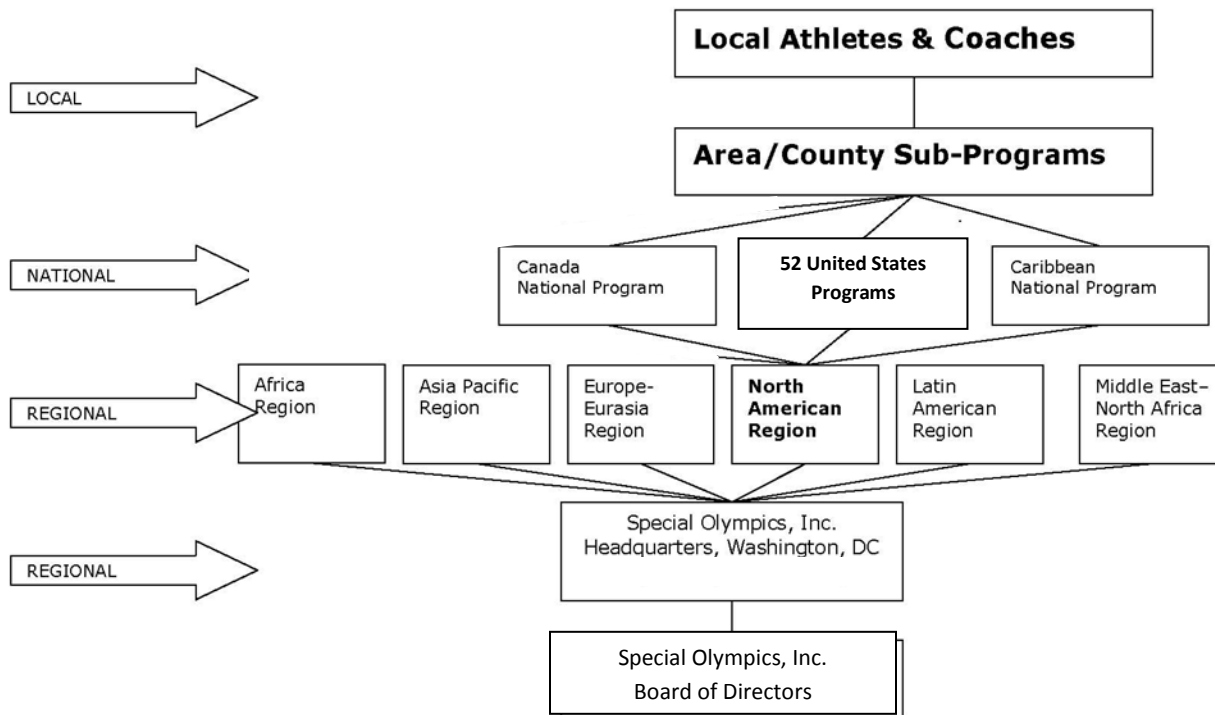 Local Athletes & Coaches
LOCAL
Area/County Sub-Programs
NATIONAL
Canada
National Program
52 United States
Programs
Caribbean
National Program
REGIONAL
Africa
Region
Asia Pacific
Region
Europe-
Eurasia
Region
North
American
Region
Latin
American
Region
Middle East–
North Africa
Region
REGIONAL
Special Olympics, Inc.
Headquarters, Washington, DC
Special Olympics, Inc.
Board of Directors